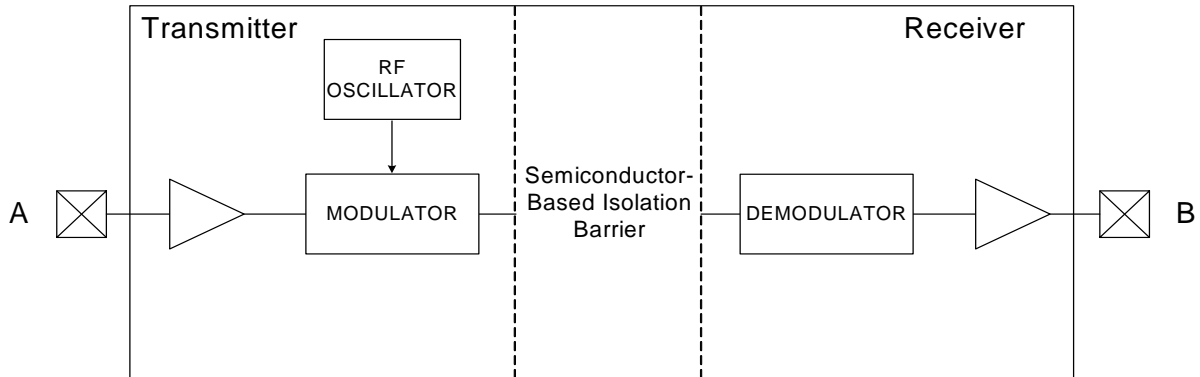 Transmitter
Receiver
RF
OSCILLATOR
A
MODULATOR
Semiconductor-
Based Isolation
Barrier
DEMODULATOR
B